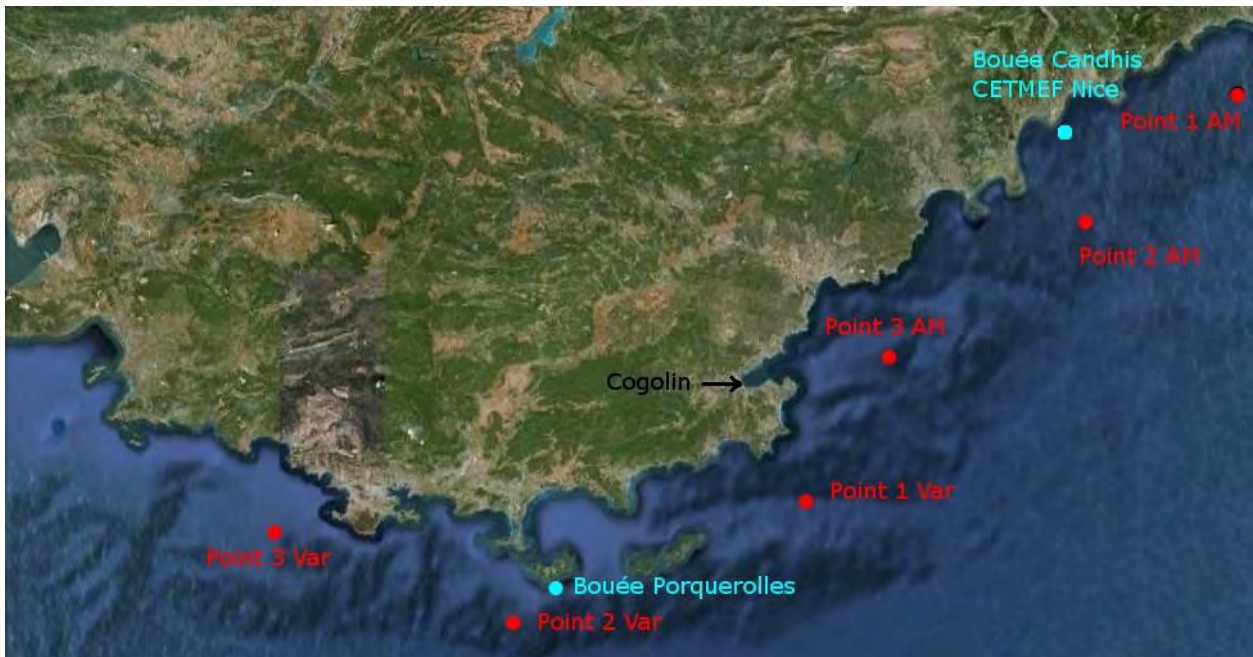 Bouée Candhis
CETMEF Nice
Point 1 AM
Point 2 AM
Point 3 AM
Cogolin
Point 1 Var
Point 3 Var
Bouée Porquerolles
Point 2 Var